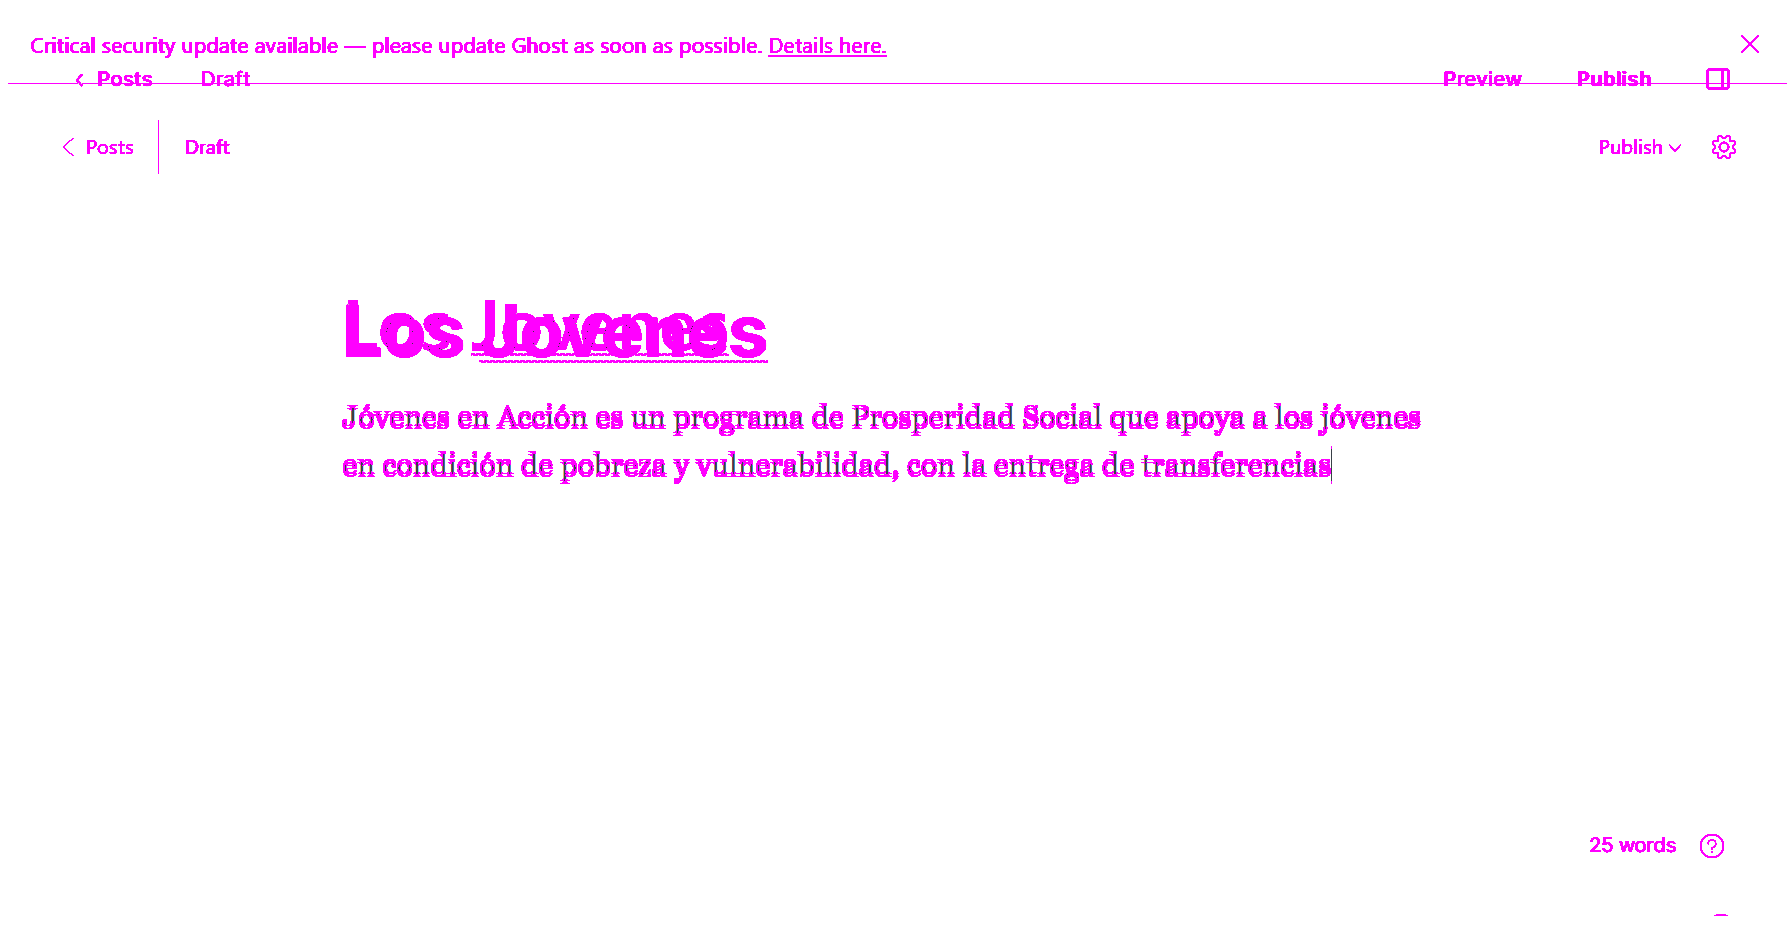 Critical security update available — please update Ghost as soon as possible. Details here.
Posts Draft Preview Publish
Posts Draft Publish
Los Jovenes
Jóvenes en Acción es un programa de Prosperidad Social que apoya a los jóvenes
en condición de pobreza y vulnerabilidad, con la entrega de transferencias
25 words